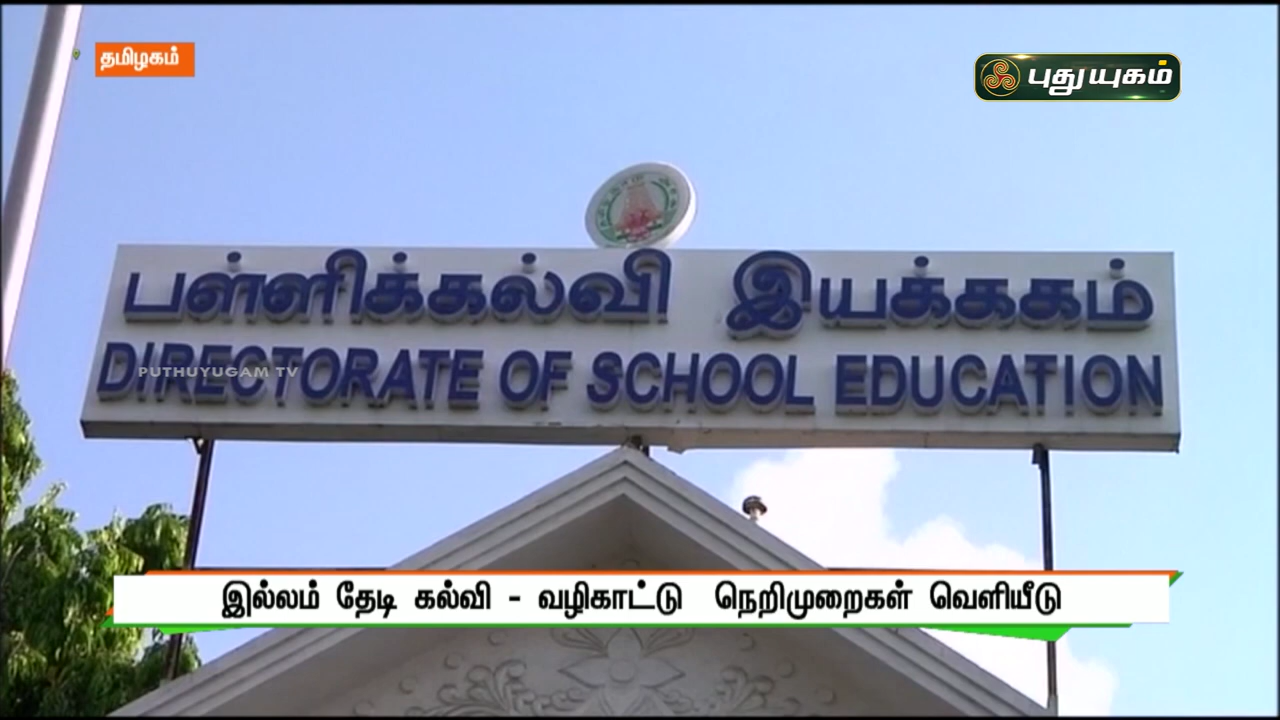 தமிழகம்
புதுயுகம்
பள்ளிக்கல்வி இயக்ககம்
DIRECTORATE OF SCHOOL EDUCATION
PUTHUYUGAM TV
இல்லம் தேடி கல்வி - வழிகாட்டு நெறிமுறைகள் வெளியீடு